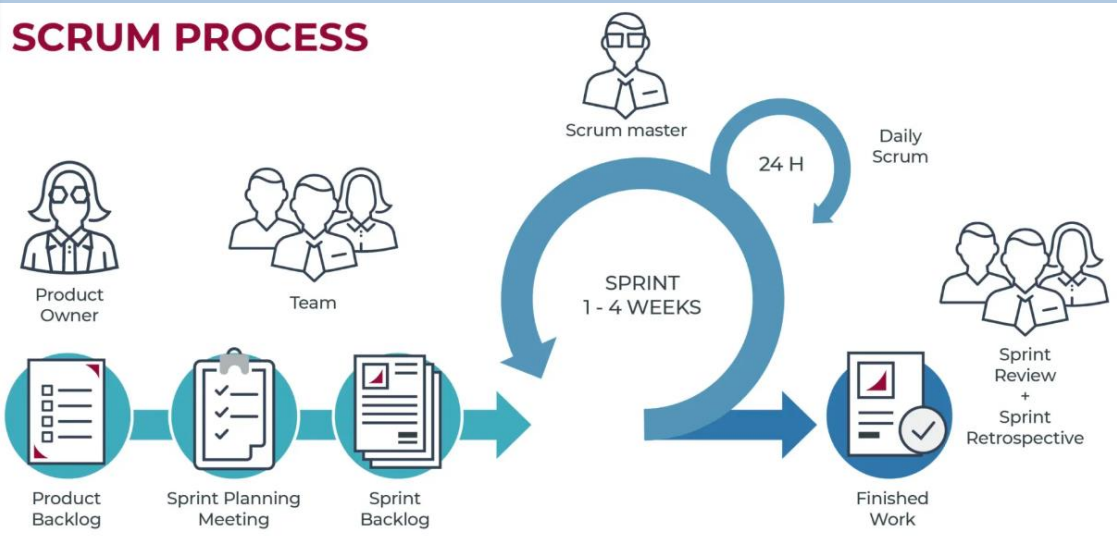 SCRUM PROCESS
Scrum master
24 H
Daily
Scrum
Product
Owner
Team
SPRINT
1 - 4 WEEKS
Sprint
Review
+
Sprint
Retrospective
Product
Backlog
Sprint Planning
Meeting
Sprint
Backlog
Finished
Work